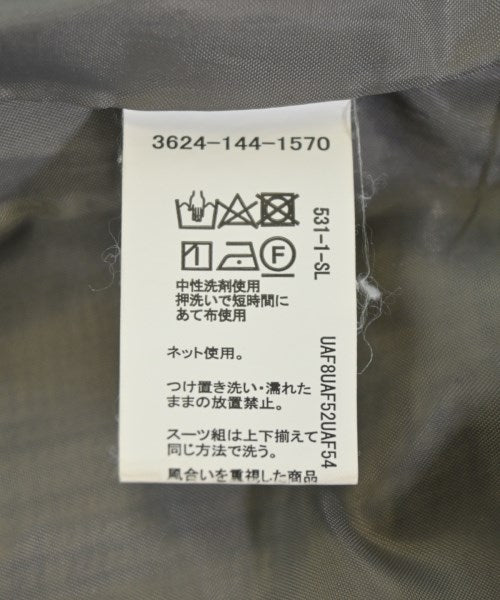 3624-144-1570
F
中性洗剤使用
押洗いで短時間に
あて布使用
ネット使用。
つけ置き洗い・濡れた
ままの放置禁止。
スーツ組は上下揃えて
同じ方法で洗う。
風合いを重視した商品
531-1-SL
UAF8UAF52UAF54